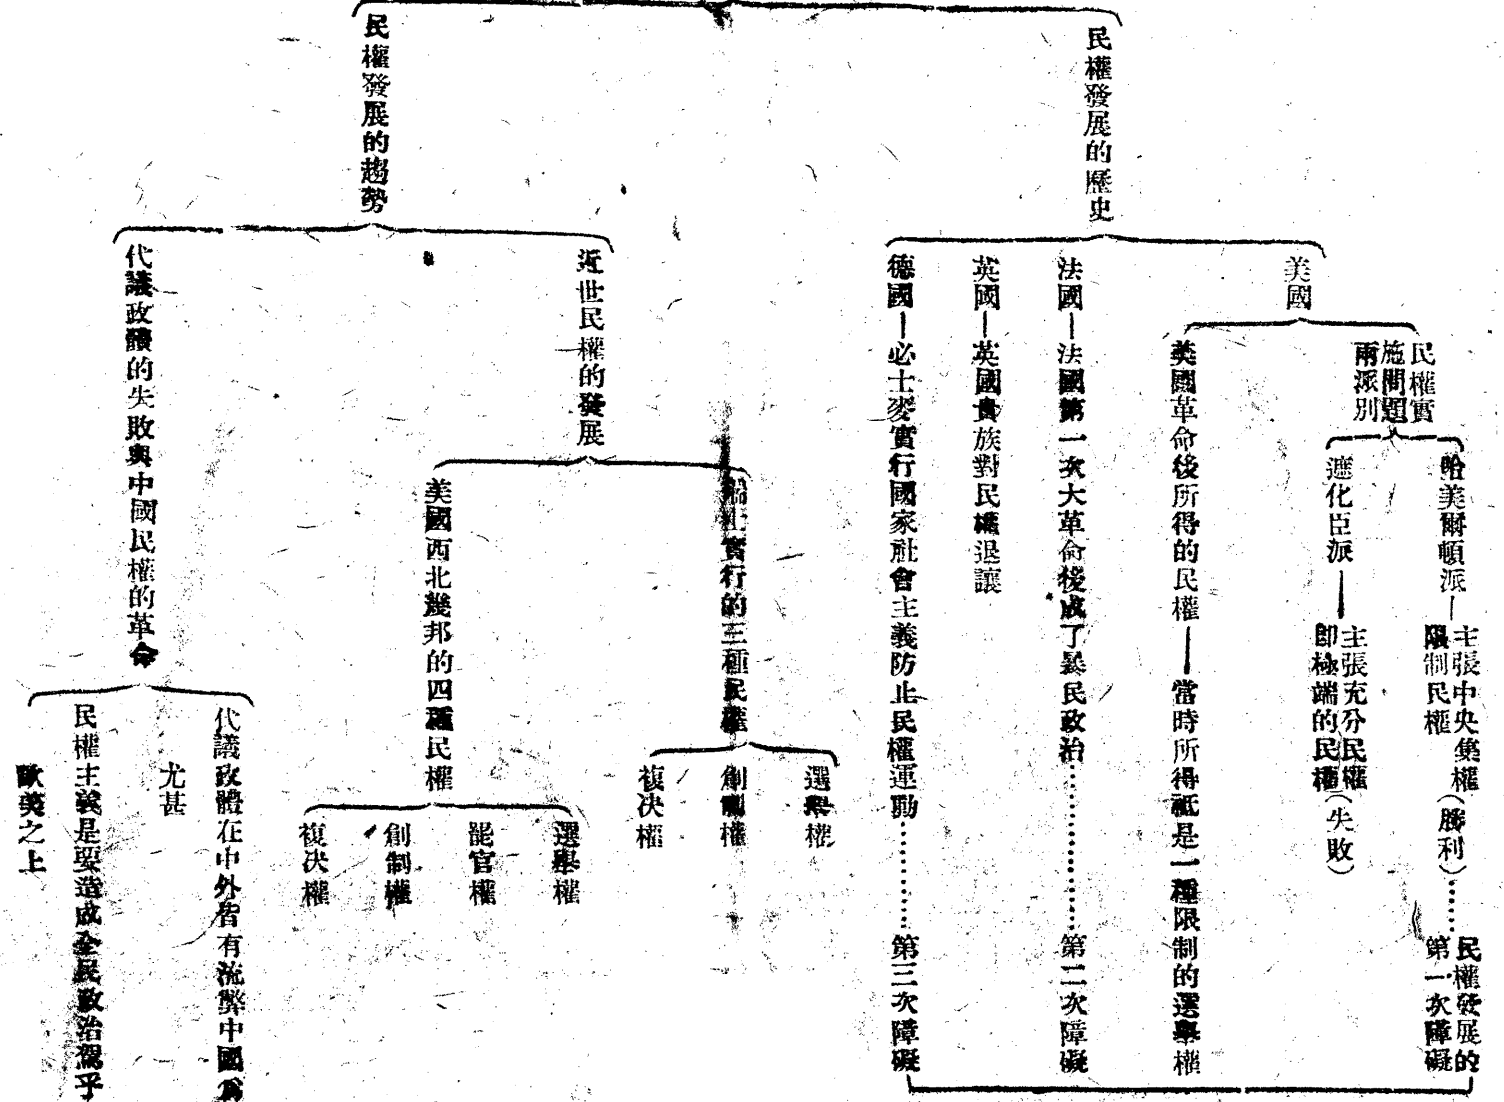 民權發展的歷史
美國
民權實
施問題
兩派別
哈美爾頓派—主張中央集權
限制民權
(勝利)……民權發展的
第一次障礙
遮化臣派—主張充分民權
即極端的民權
(失敗)
美國革命後所得的民權—當時所得祗是一種限制的選舉權
法國—法國第一次大革命後成了暴民政治……第二次障礙
英國—英國貴族對民權退讓
德國—必士麥實行國家社會主義防止民權運動……第三次障礙
民權發展的趨勢
近世民權的發展
實行的三種民權
選舉權
創制權
複決權
美國西北幾邦的四種民權
選舉權
罷官權
創制權
複決權
代議政體的失敗與中國民權的革命
代議政體在中外皆有流弊中國為
尤甚
民權主義是要造成全民政治駕乎
歐美之上